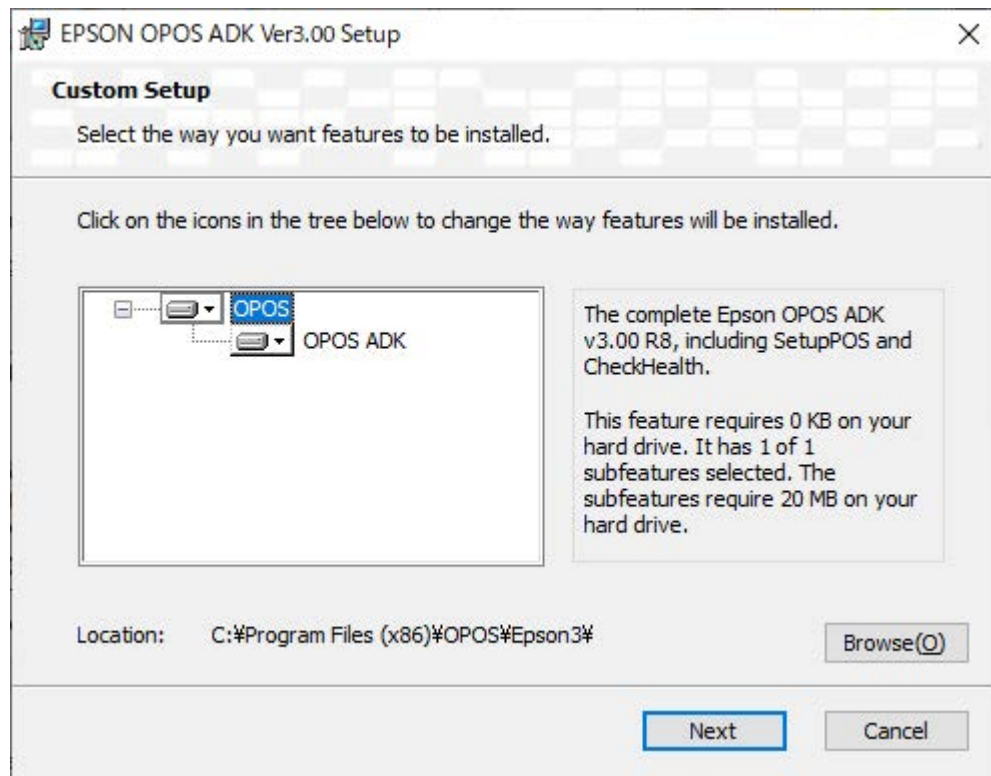 EPSON OPOS ADK Ver3.00 Setup
Custom Setup
Select the way you want features to be installed.
Click on the icons in the tree below to change the way features will be installed.
OPOS
OPOS ADK
The complete Epson OPOS ADK
v3.00 R8, including SetupPOS and
CheckHealth.
This feature requires 0 KB on your
hard drive. It has 1 of 1
subfeatures selected. The
subfeatures require 20 MB on your
hard drive.
Location: C:¥Program Files (x86)¥OPOS¥Epson3¥
Browse(O)
Next
Cancel